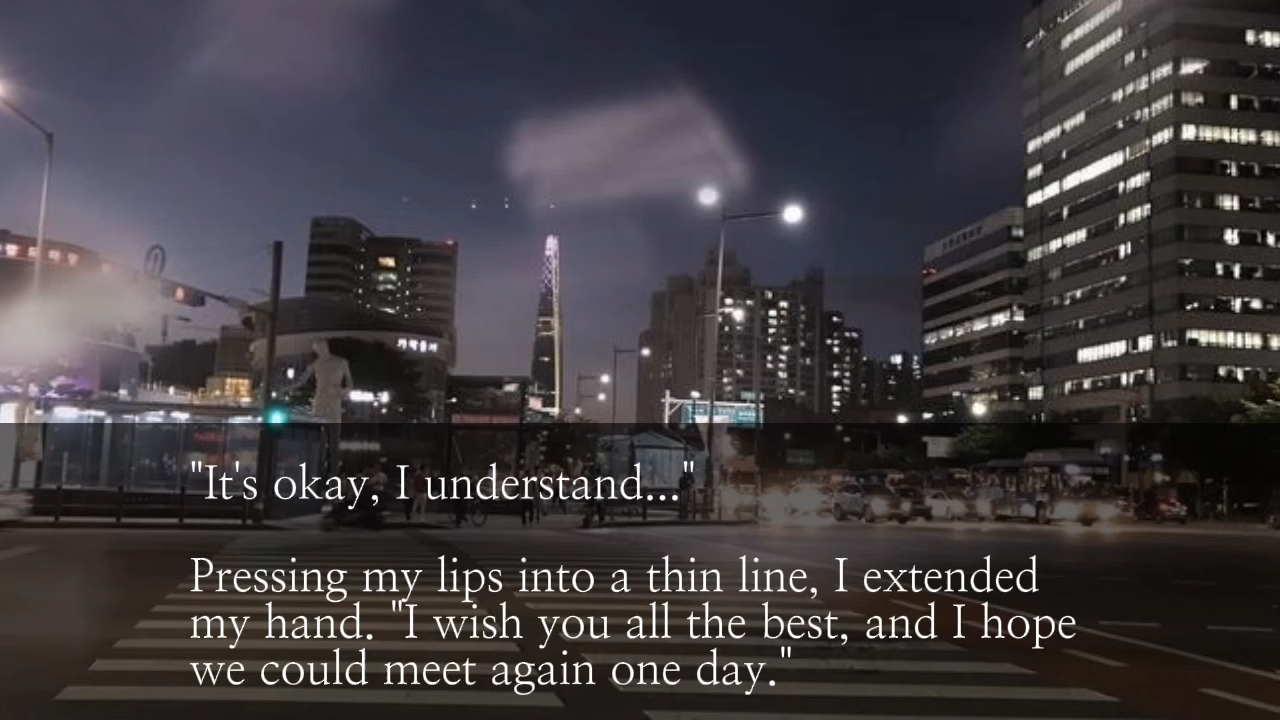 "It's okay, I understand..."
Pressing my lips into a thin line, I extended
my hand. "I wish you all the best, and I hope
we could meet again one day."